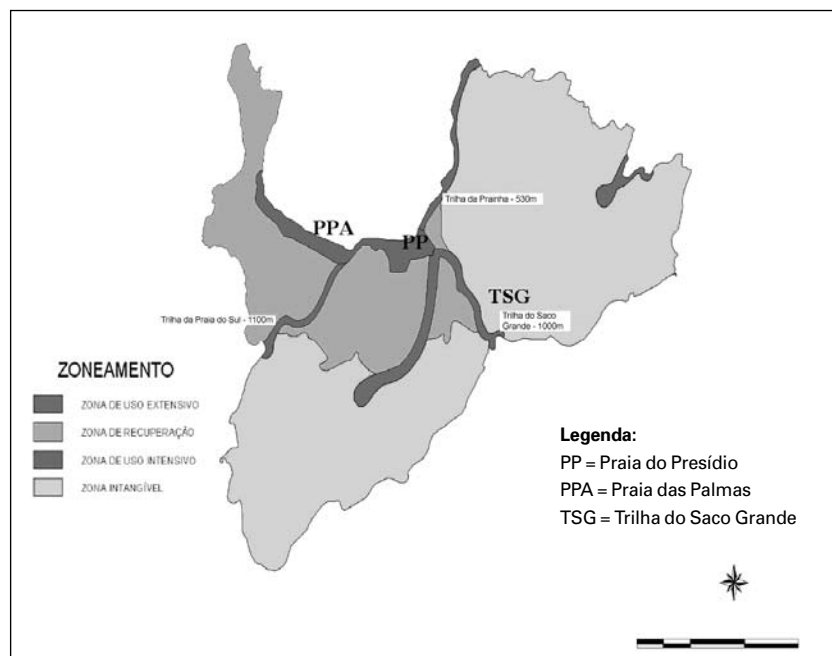 Trilha da Prainha - 530m
PPA
PP
TSG
Trilha da Praia do Sul - 1100m
Trilha do Saco
Grande - 1000m
ZONEAMENTO
ZONA DE USO EXTENSIVO
ZONA DE RECUPERAÇÃO
ZONA DE USO INTENSIVO
ZONA INTANGÍVEL
Legenda:
PP = Praia do Presídio
PPA = Praia das Palmas
TSG = Trilha do Saco Grande